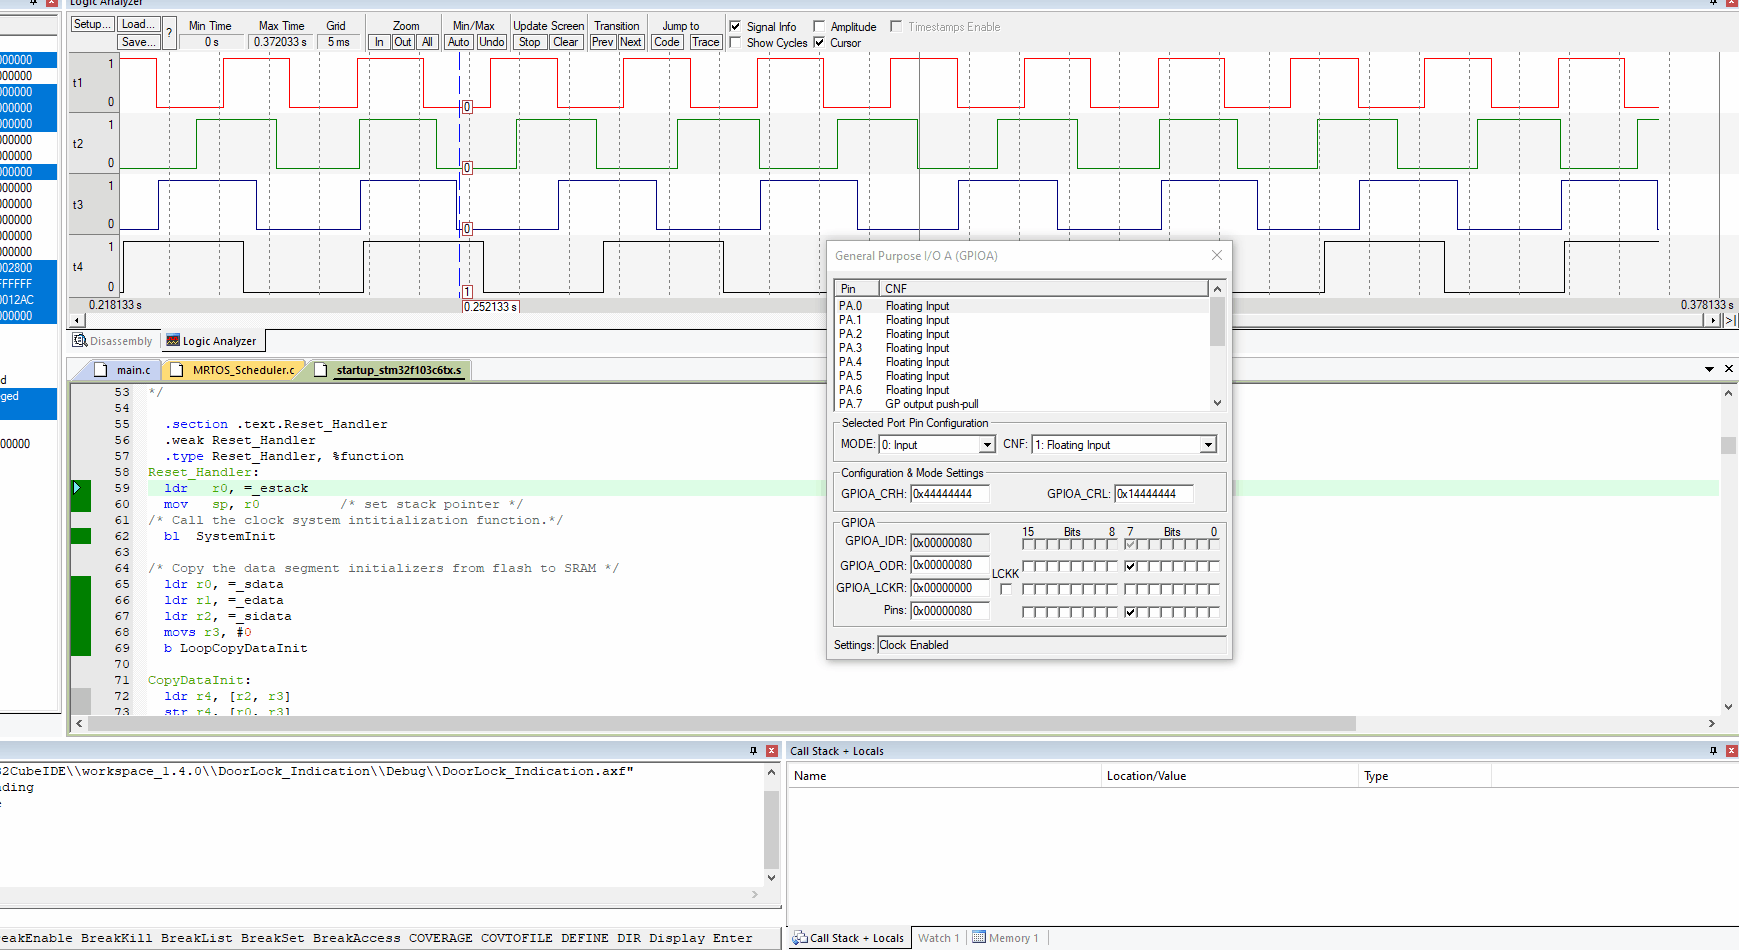 Logic Analyzer
Setup... Load... Save... ?
Min Time Max Time Grid Zoom Min/Max Update Screen Transition Jump to
0 s 0.372033 s 5 ms In Out All Auto Undo Stop Clear Prev Next Code Trace
Signal Info Amplitude Timestamps Enable
Show Cycles Cursor
1
t1
0
0
1
t2
0
0
1
t3
0
0
1
t4
0
1
0.218133 s 0.252133 s 0.378133 s
Disassembly Logic Analyzer
main.c MRTOS_Scheduler.c startup_stm32f103c6tx.s
53 */
54
55 .section .text.Reset_Handler
56 .weak Reset_Handler
57 .type Reset_Handler, %function
58 Reset_Handler:
59 ldr r0, =_estack
60 mov sp, r0 /* set stack pointer */
61 /* Call the clock system intitialization function.*/
62 bl SystemInit
63
64 /* Copy the data segment initializers from flash to SRAM */
65 ldr r0, =_sdata
66 ldr r1, =_edata
67 ldr r2, =_sidata
68 movs r3, #0
69 b LoopCopyDataInit
70
71 CopyDataInit:
72 ldr r4, [r2, r3]
73 str r4, [r0, r3]
General Purpose I/O A (GPIOA)
Pin CNF
PA.0 Floating Input
PA.1 Floating Input
PA.2 Floating Input
PA.3 Floating Input
PA.4 Floating Input
PA.5 Floating Input
PA.6 Floating Input
PA.7 GP output push-pull
Selected Port Pin Configuration
MODE: 0: Input CNF: 1: Floating Input
Configuration & Mode Settings
GPIOA_CRH: 0x44444444 GPIOA_CRL: 0x14444444
GPIOA
15 Bits 8 7 Bits 0
GPIOA_IDR: 0x00000080
GPIOA_ODR: 0x00000080
LCKK
GPIOA_LCKR: 0x00000000
Pins: 0x00000080
Settings: Clock Enabled
000000
000000
000000
000000
000000
000000
000000
000000
000000
000000
000000
000000
000000
002800
FFFFFF
0012AC
000000
d
ged
00000
32CubeIDE\\workspace_1.4.0\\DoorLock_Indication\\Debug\\DoorLock_Indication.axf"
ding
eakEnable BreakKill BreakList BreakSet BreakAccess COVERAGE COVTOFILE DEFINE DIR Display Enter
Call Stack + Locals
Name Location/Value Type
Call Stack + Locals Watch 1 Memory 1